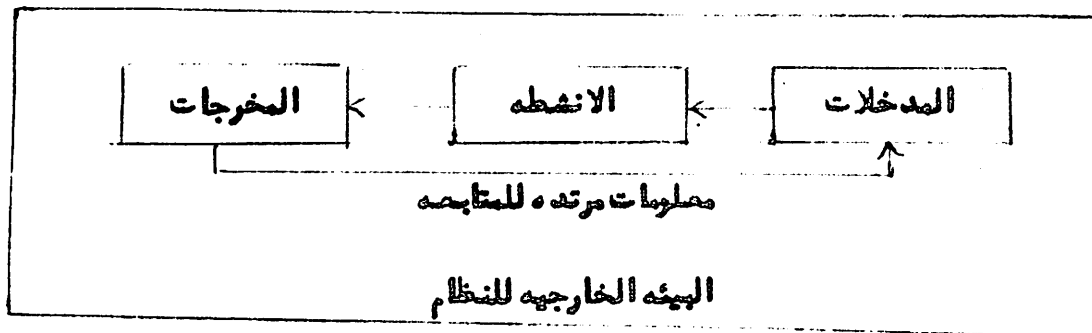 المدخلات
الانشطه
المخرجات
معلومات مرتده للمتابعه
البيئه الخارجيه للنظام